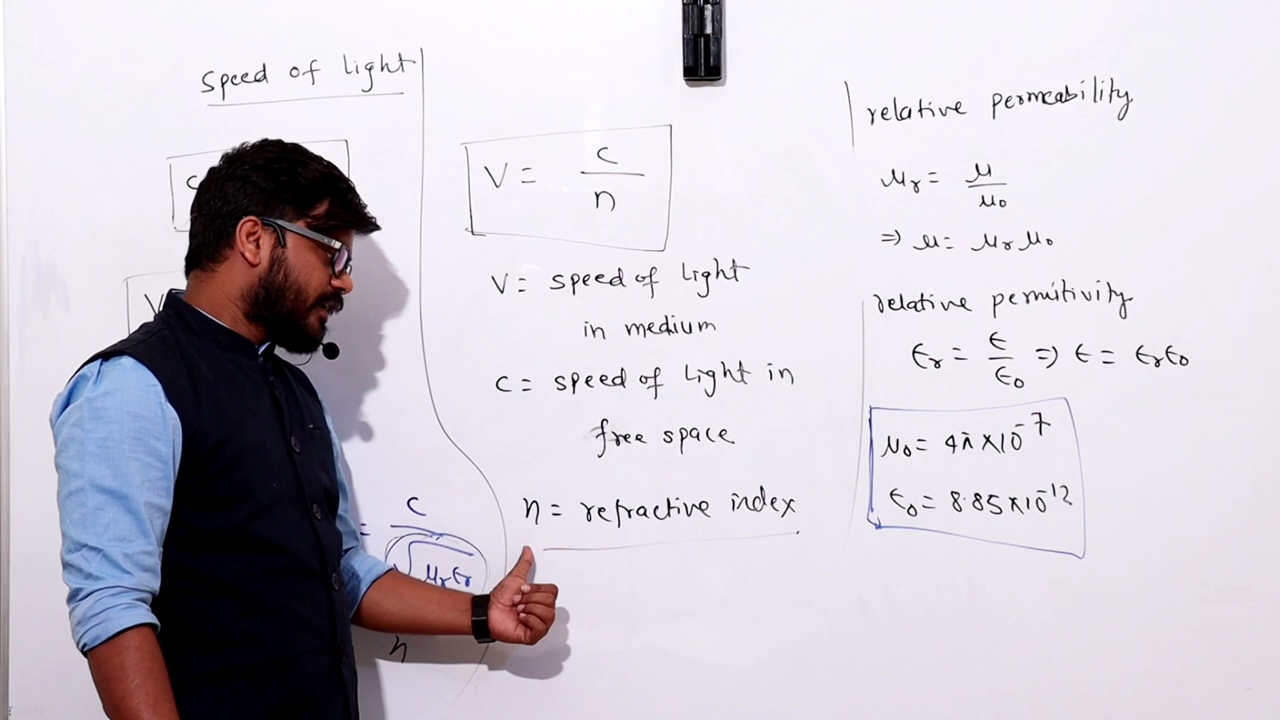 speed of light
V = c/n
V = speed of light
in medium
c = speed of light in
free space
n = refractive index
= c/√μrϵr
n
relative permeability
μr = μ/μ0
⇒ μ = μrμ0
relative permitivity
ϵr = ϵ/ϵ0 ⇒ ϵ = ϵrϵ0
μ0 = 4π×10⁻⁷
ϵ0 = 8.85×10⁻¹²